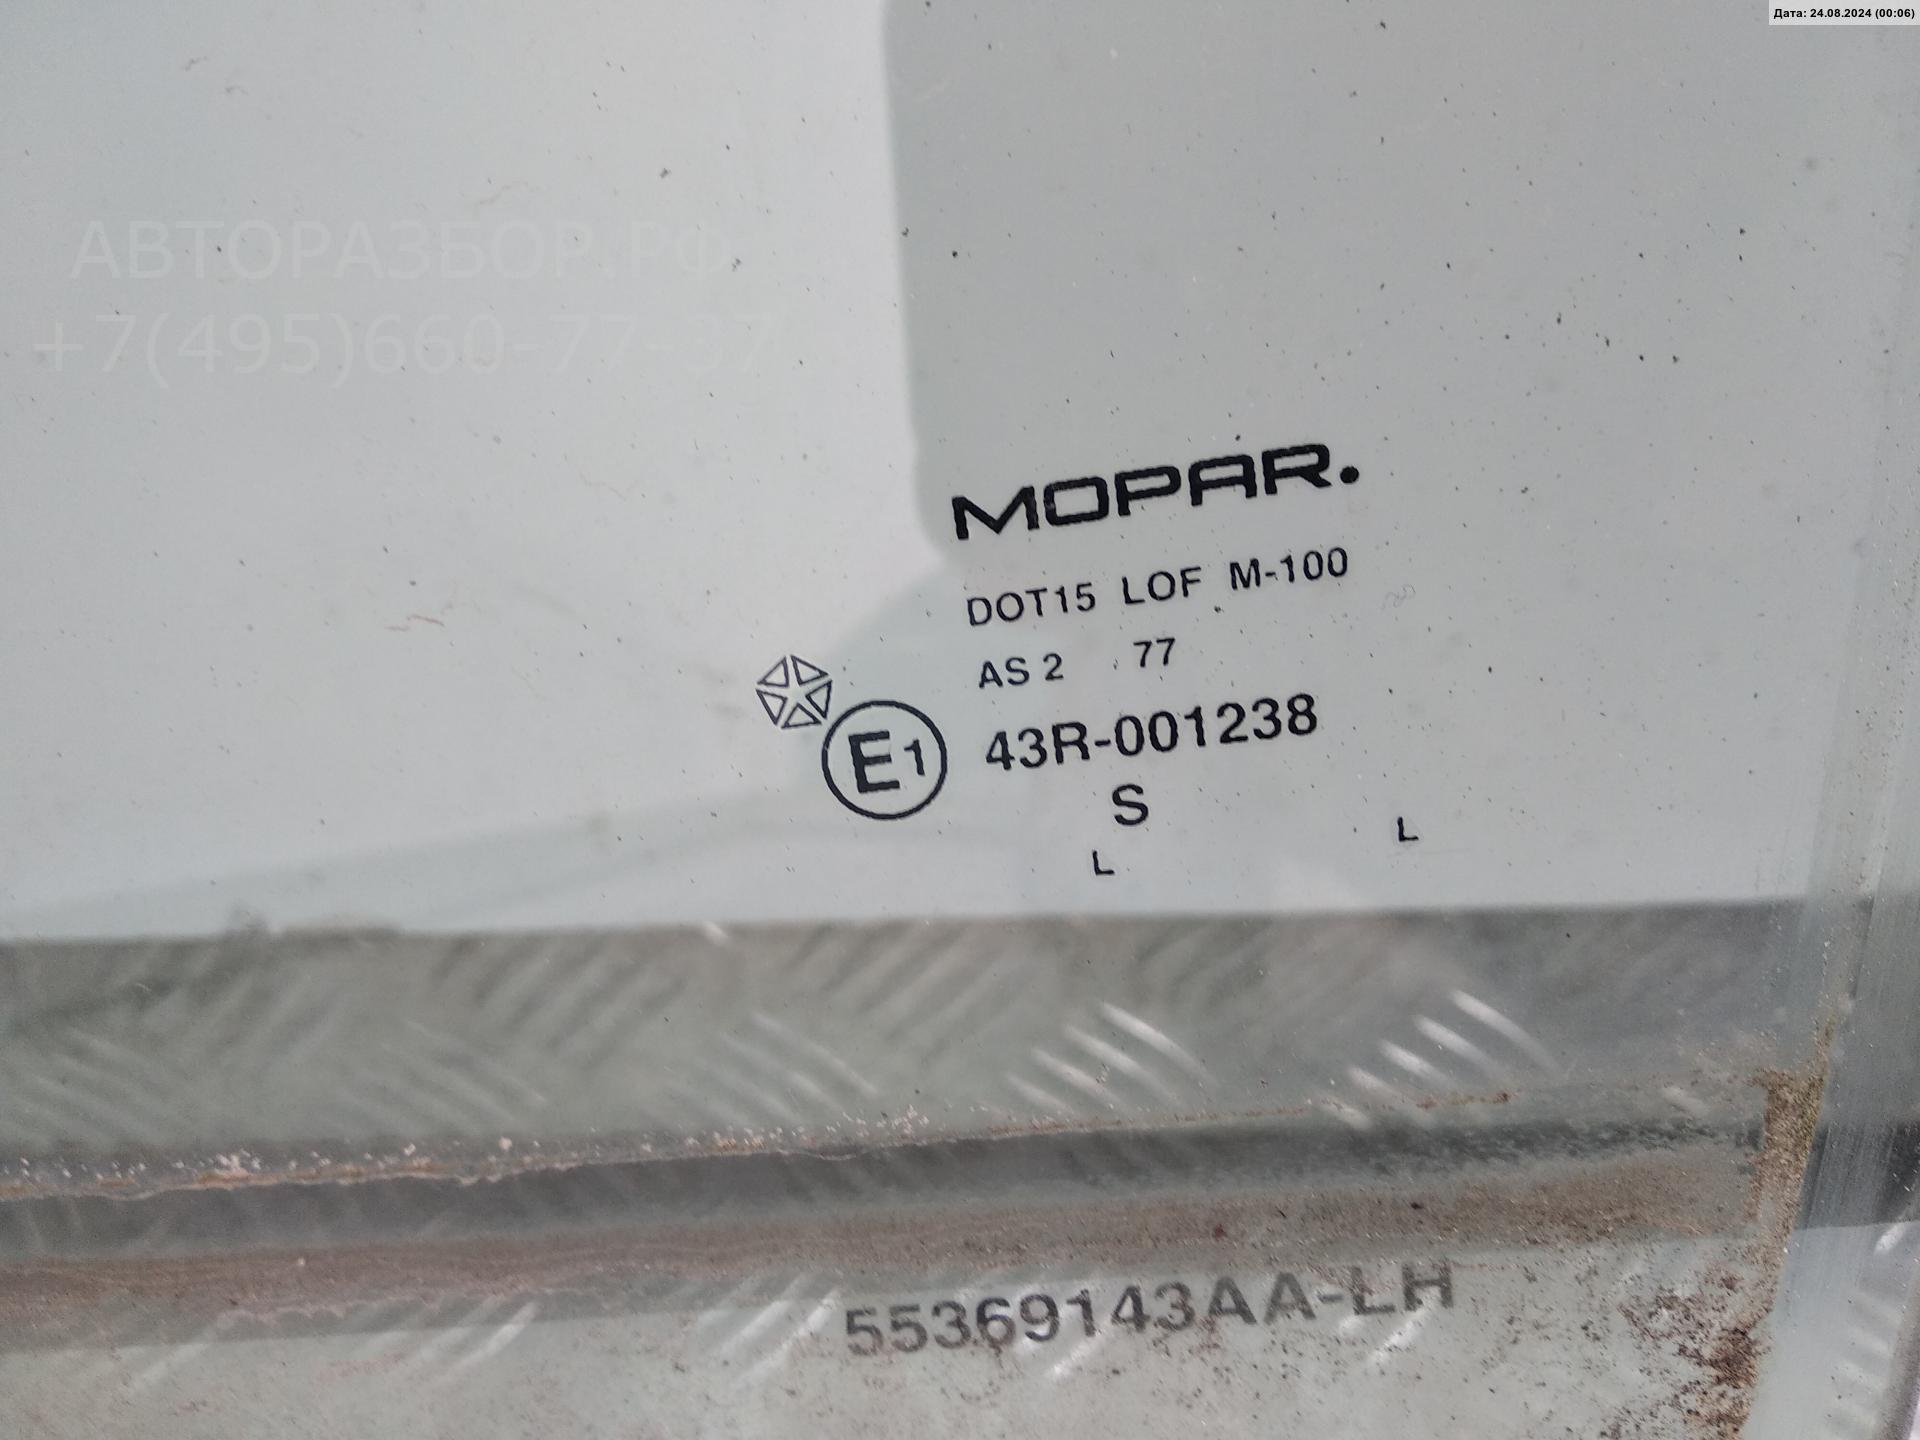 Дата: 24.08.2024 (00:06)
АВТОРАЗБОР.РФ
+7(495)660-77-37
MOPAR.
DOT15 LOF M-100
AS 2 77
E1 43R-001238
S
L L
55369143AA-LH